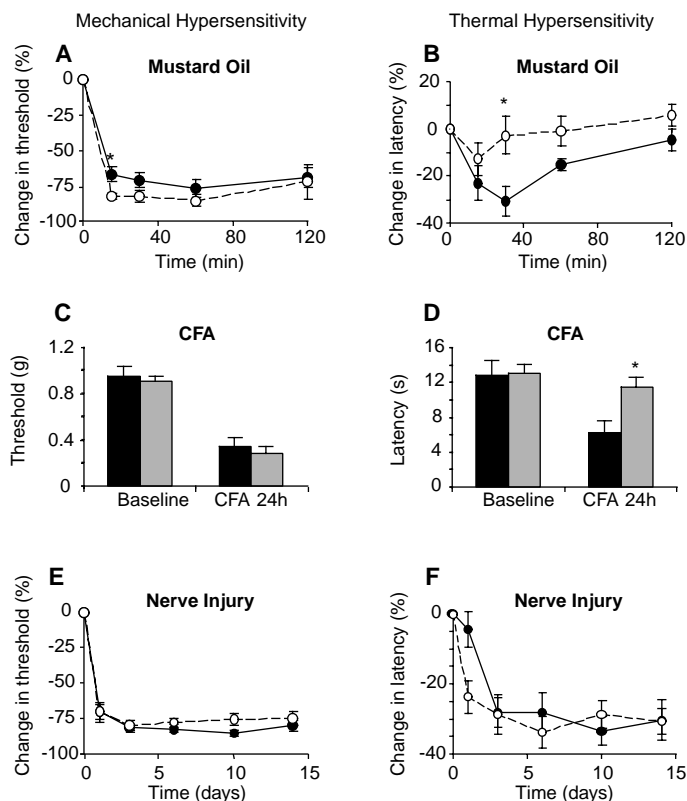 Mechanical Hypersensitivity
Thermal Hypersensitivity
A
Mustard Oil
Change in threshold (%)
0
-25
-50
-75
-100
*
0
40
80
120
Time (min)
B
Mustard Oil
Change in latency (%)
20
0
-20
-40
*
0
40
80
120
Time (min)
C
CFA
Threshold (g)
1.2
0.8
0.4
0
Baseline
CFA 24h
D
CFA
Latency (s)
16
12
8
4
0
*
Baseline
CFA 24h
E
Nerve Injury
Change in threshold (%)
0
-25
-50
-75
-100
0
5
10
15
Time (days)
F
Nerve Injury
Change in latency (%)
0
-20
-40
0
5
10
15
Time (days)